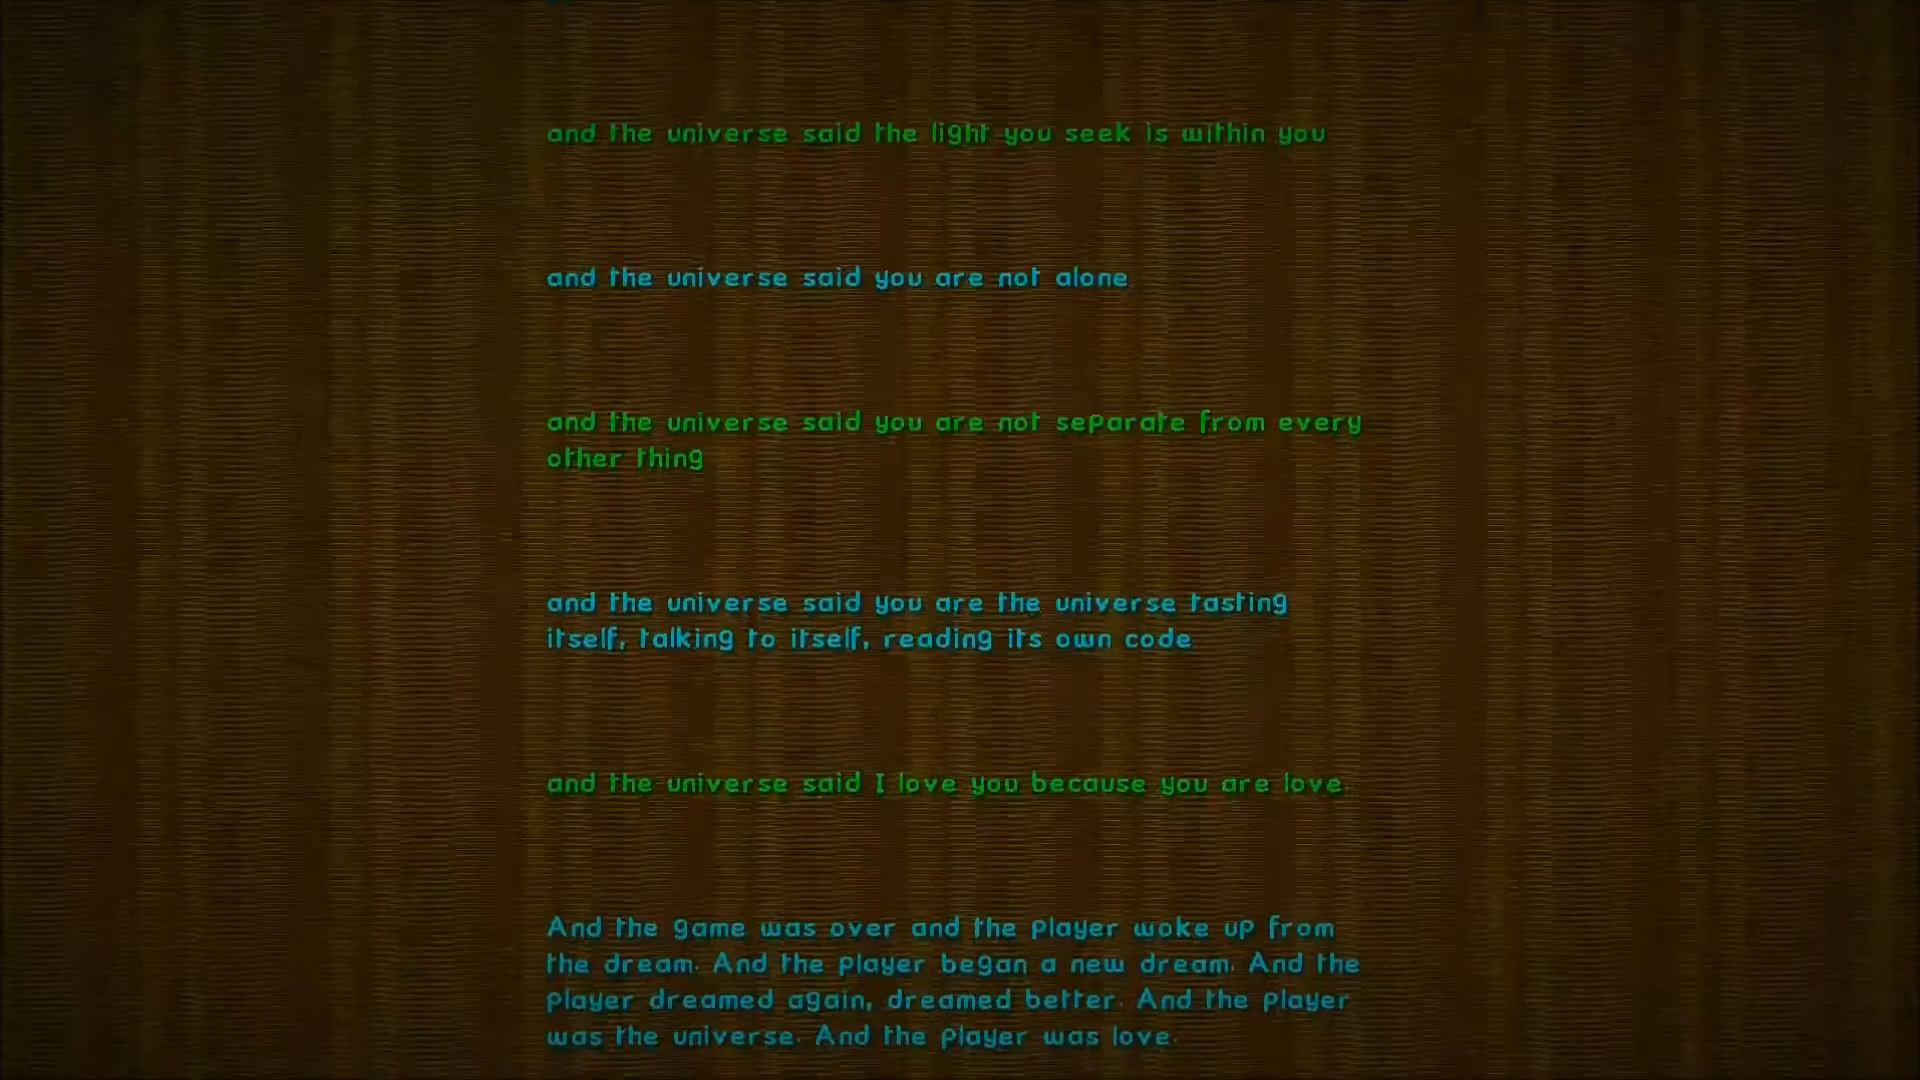 and the universe said the light you seek is within you
and the universe said you are not alone
and the universe said you are not separate from every
other thing
and the universe said you are the universe tasting
itself, talking to itself, reading its own code
and the universe said I love you because you are love.
And the game was over and the player woke up from
the dream. And the player began a new dream. And the
player dreamed again, dreamed better. And the player
was the universe. And the player was love.